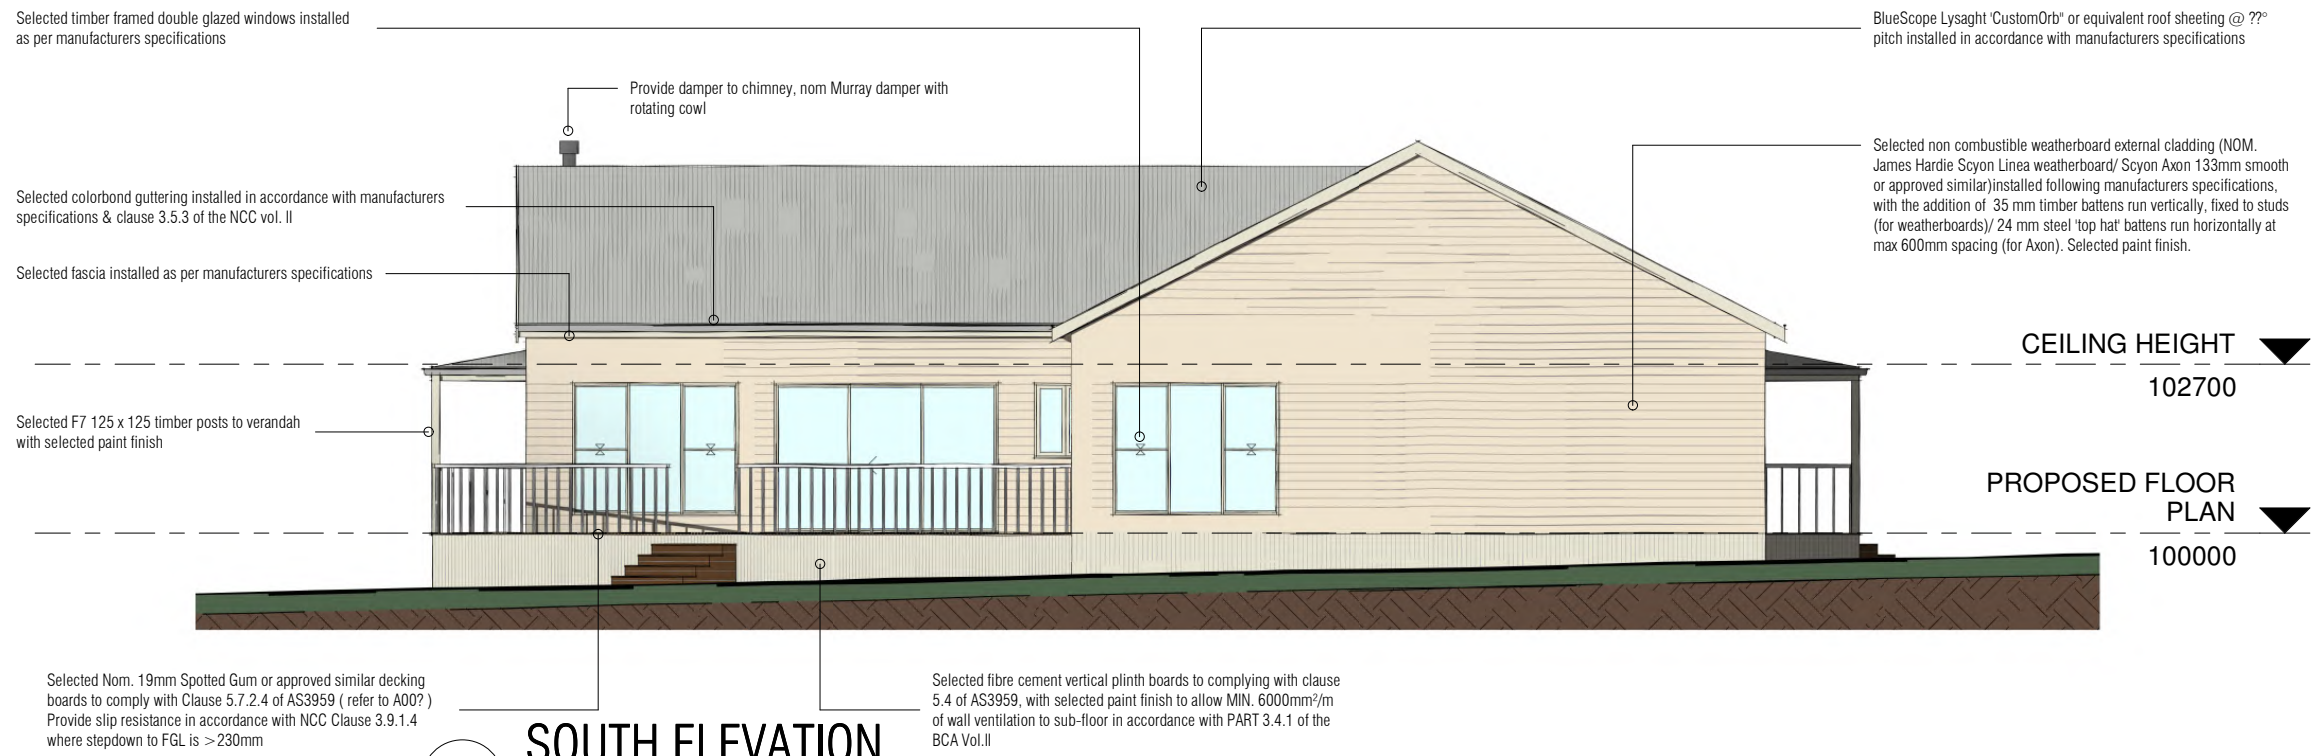 Selected timber framed double glazed windows installed
as per manufacturers specifications
BlueScope Lysaght 'CustomOrb" or equivalent roof sheeting @ ??°
pitch installed in accordance with manufacturers specifications
Provide damper to chimney, nom Murray damper with
rotating cowl
Selected non combustible weatherboard external cladding (NOM.
James Hardie Scyon Linea weatherboard/ Scyon Axon 133mm smooth
or approved similar)installed following manufacturers specifications,
with the addition of 35 mm timber battens run vertically, fixed to studs
(for weatherboards)/ 24 mm steel 'top hat' battens run horizontally at
max 600mm spacing (for Axon). Selected paint finish.
Selected colorbond guttering installed in accordance with manufacturers
specifications & clause 3.5.3 of the NCC vol. II
Selected fascia installed as per manufacturers specifications
CEILING HEIGHT
102700
Selected F7 125 x 125 timber posts to verandah
with selected paint finish
PROPOSED FLOOR
PLAN
100000
Selected Nom. 19mm Spotted Gum or approved similar decking
boards to comply with Clause 5.7.2.4 of AS3959 ( refer to A00? )
Provide slip resistance in accordance with NCC Clause 3.9.1.4
where stepdown to FGL is >230mm
Selected fibre cement vertical plinth boards to complying with clause
5.4 of AS3959, with selected paint finish to allow MIN. 6000mm²/m
of wall ventilation to sub-floor in accordance with PART 3.4.1 of the
BCA Vol.II
SOUTH ELEVATION